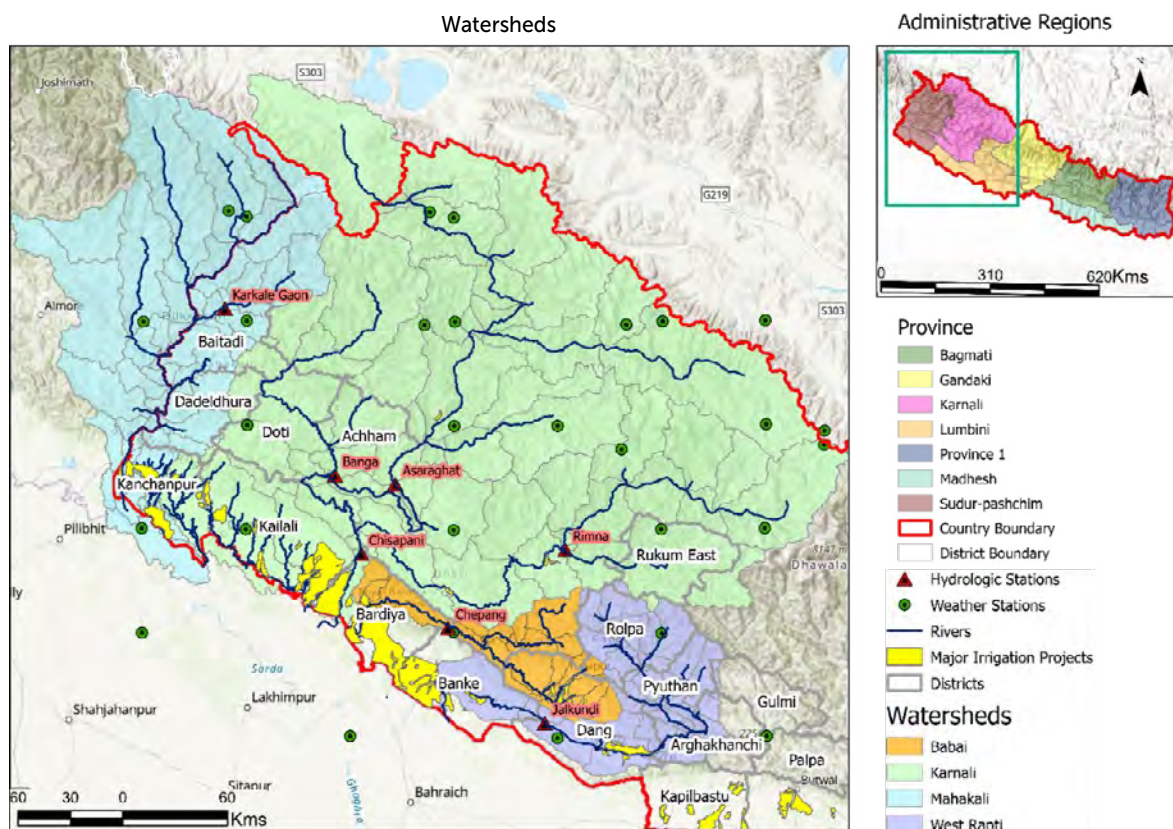 Watersheds
Administrative Regions
Joshimath
S303
G219
S303
0 310 620Kms
Karkale Gaon
Baitadi
Dadeldhura
Doti
Achham
Banga
Asaraghat
Kanchanpur
Pilibhit
Kailali
Chisapani
Rimna
Rukum East
Bardiya
Chepang
Rolpa
Sarda
Banke
Pyuthan
Lakhimpur
Shahjahanpur
Gulmi
Jalkundi
Dang
Arghakhanchi
Palpa
Butwal
Sitapur
Bahraich
Kapilbastu
60 30 0 60
Kms
Province
Bagmati
Gandaki
Karnali
Lumbini
Province 1
Madhesh
Sudur-pashchim
Country Boundary
District Boundary
Hydrologic Stations
Weather Stations
Rivers
Major Irrigation Projects
Districts
Watersheds
Babai
Karnali
Mahakali
West Rapti